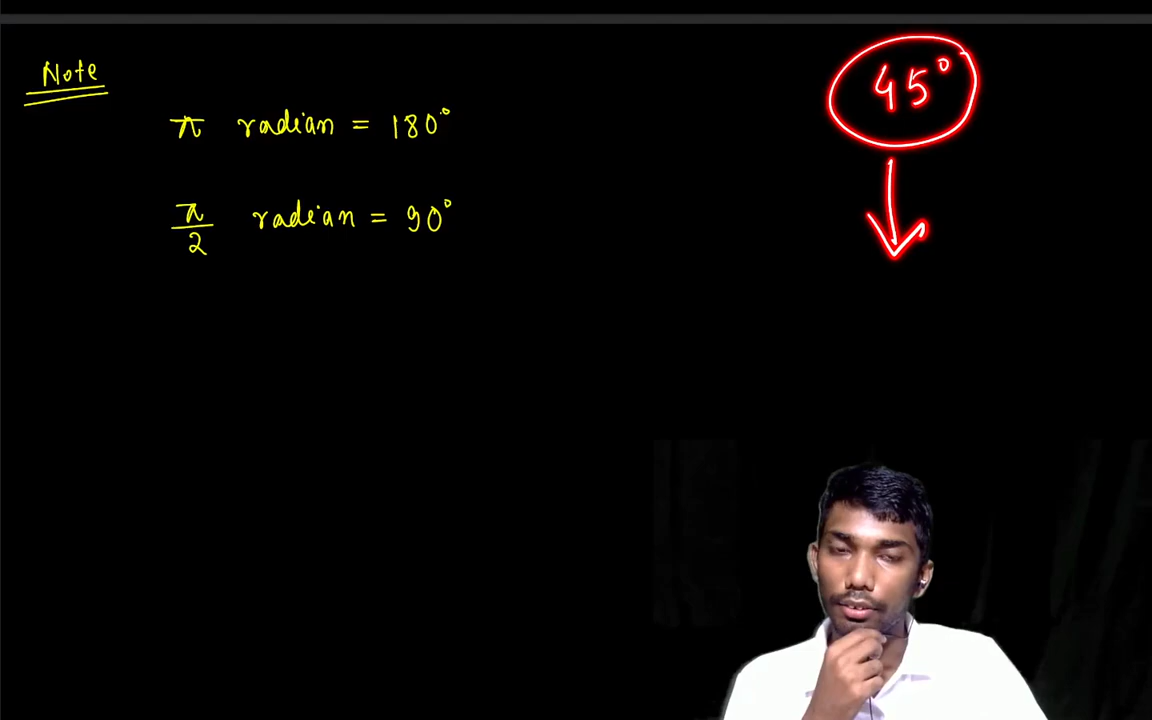 Note
π radian = 180°
π/2 radian = 90°
45°